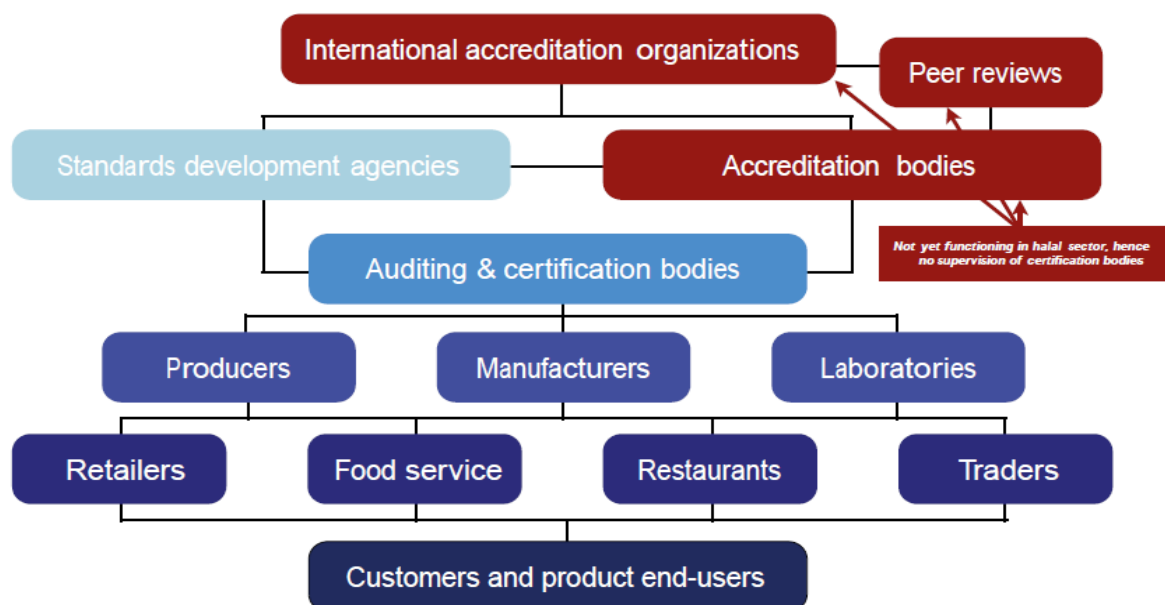 International accreditation organizations
Peer reviews
Standards development agencies
Accreditation bodies
Not yet functioning in halal sector, hence
no supervision of certification bodies
Auditing & certification bodies
Producers
Manufacturers
Laboratories
Retailers
Food service
Restaurants
Traders
Customers and product end-users